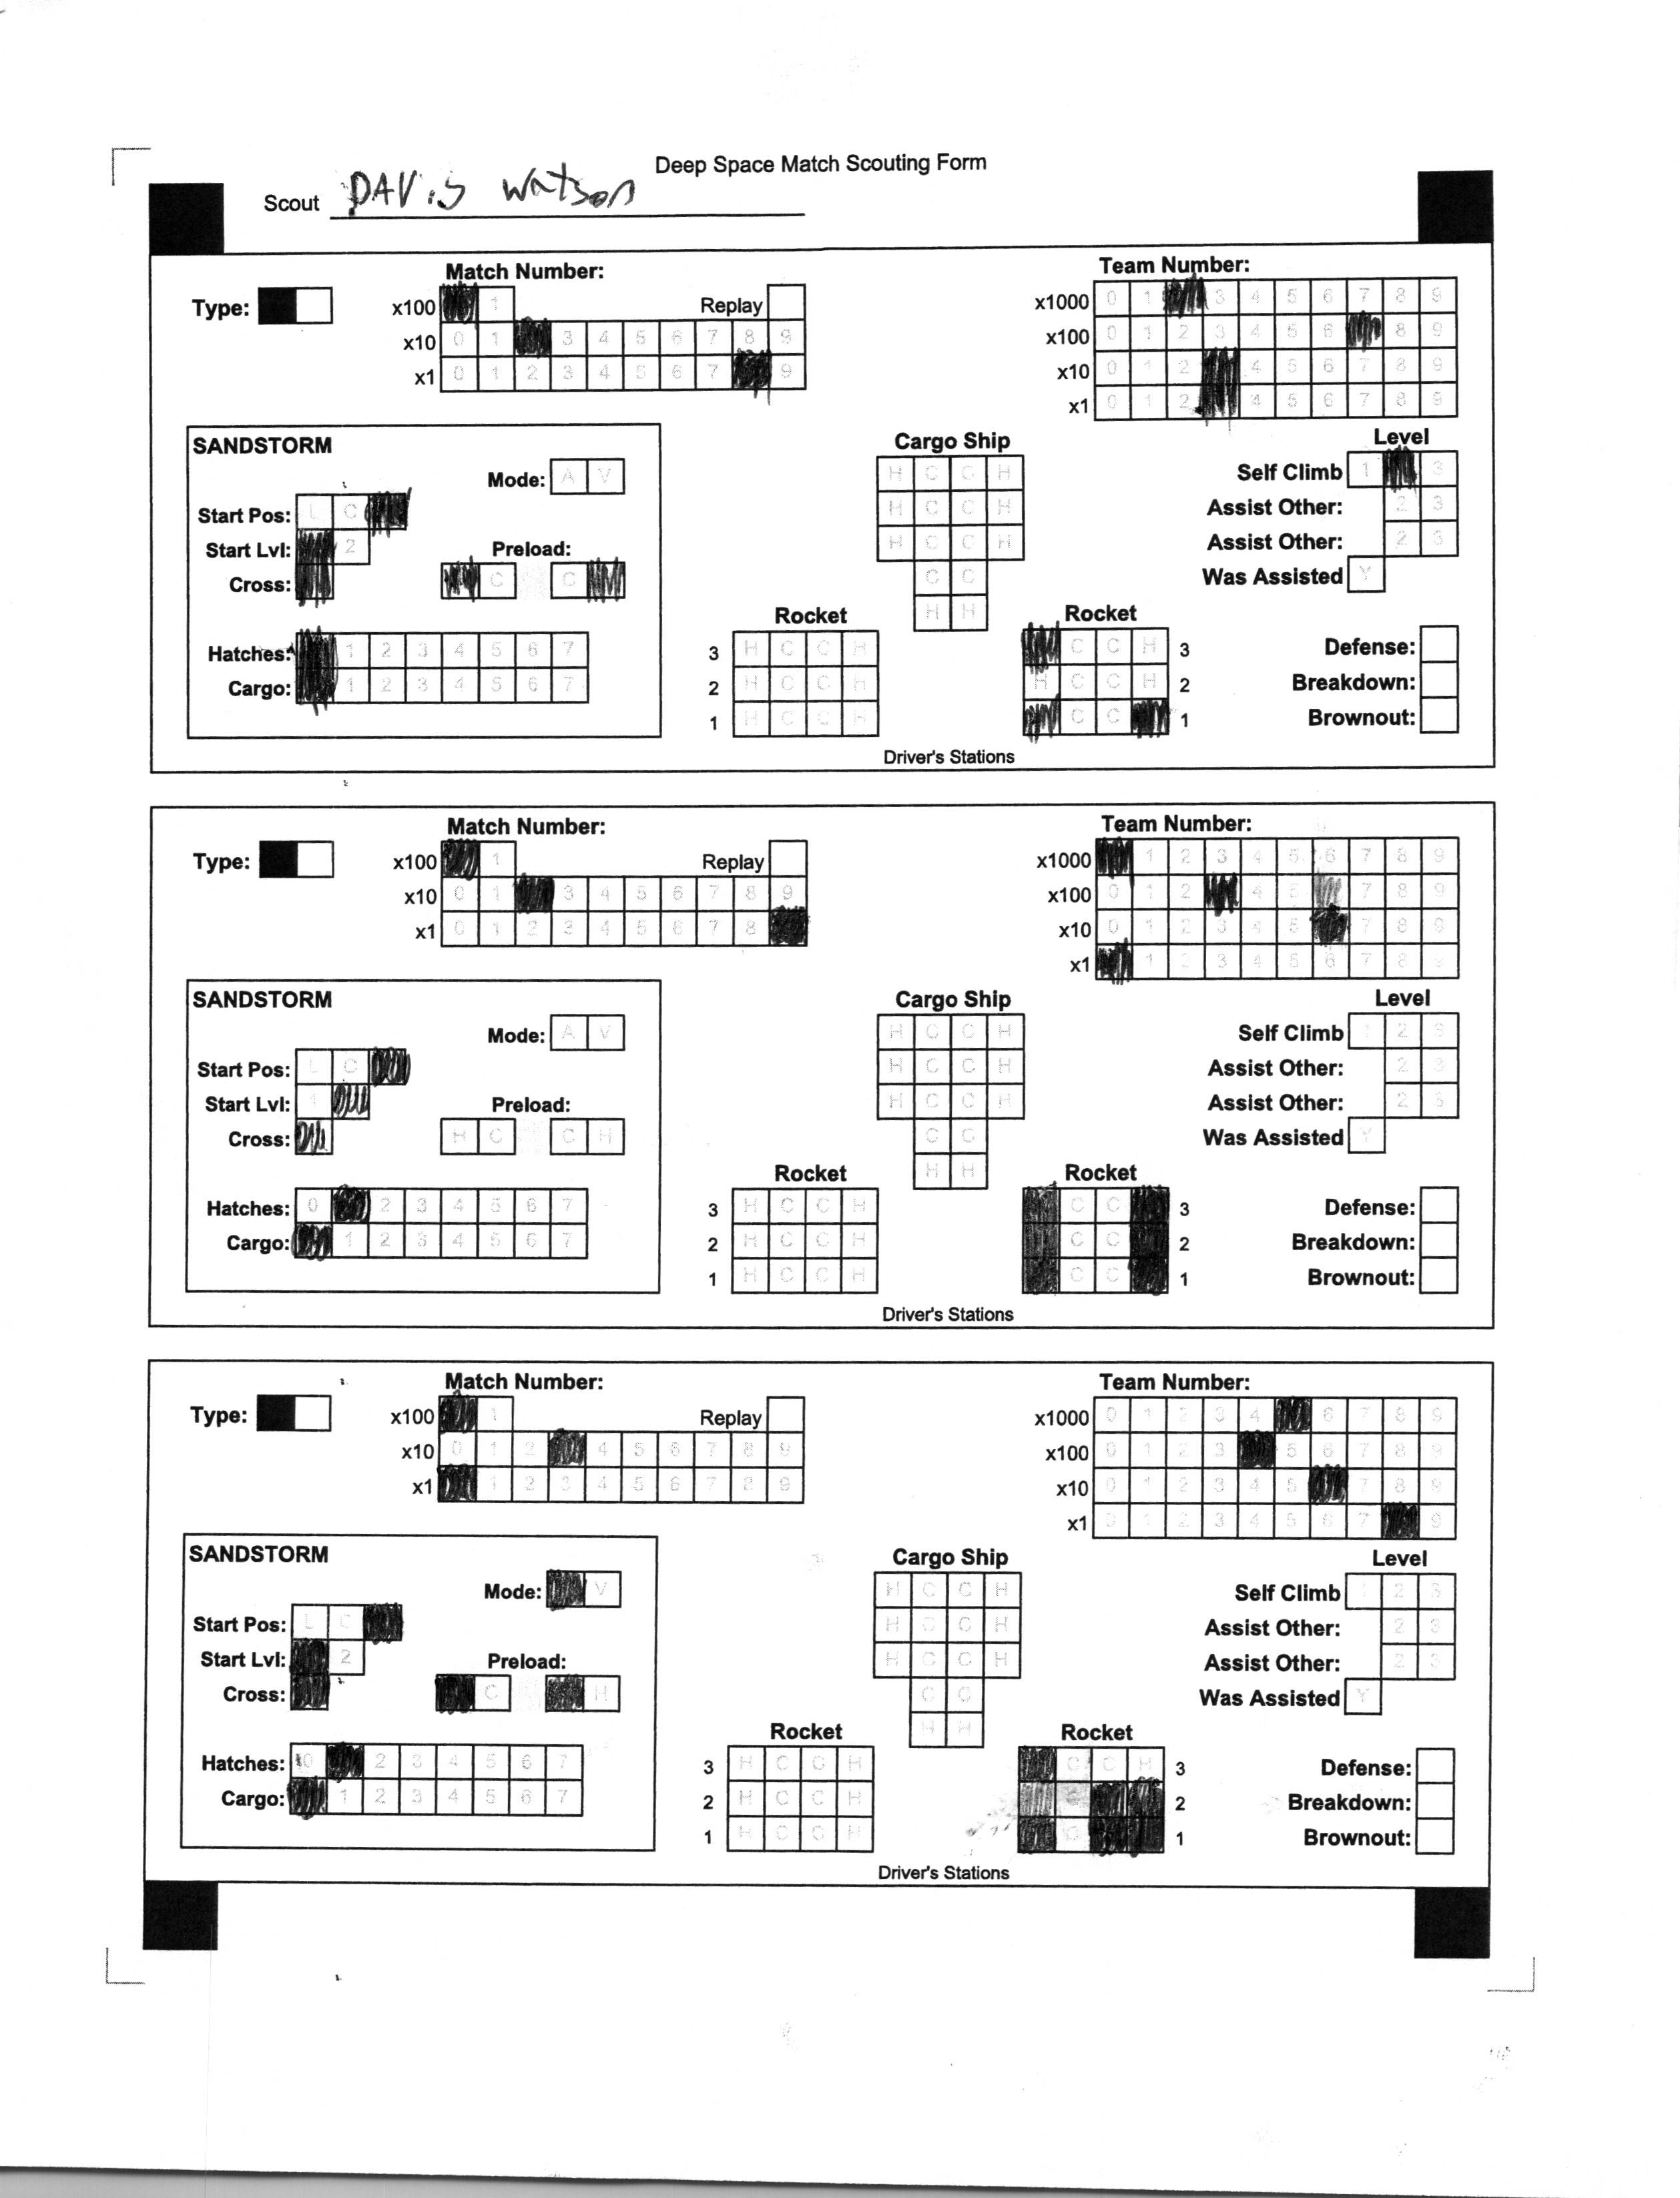 Deep Space Match Scouting Form
Scout DAViS Watson
Match Number: Team Number:
Type: x100 1 Replay x1000 0 1 3 4 5 6 7 8 9
x10 0 1 3 4 5 6 7 8 9 x100 0 1 2 3 4 5 6 8 9
x1 0 1 2 3 4 5 6 7 9 x10 0 1 2 4 5 6 7 8 9
x1 0 1 2 4 5 6 7 8 9
SANDSTORM Cargo Ship Level
Mode: A V H C C H Self Climb 1 3
Start Pos: L C H C C H Assist Other: 2 3
Start Lvl: 2 Preload: H C C H Assist Other: 2 3
Cross: C C C C Was Assisted Y
H H
Rocket Rocket
Hatches: 1 2 3 4 5 6 7 3 H C C H C C H 3 Defense:
Cargo: 1 2 3 4 5 6 7 2 H C C H H C C H 2 Breakdown:
1 H C C H C C 1 Brownout:
Driver's Stations
Match Number: Team Number:
Type: x100 1 Replay x1000 1 2 3 4 5 6 7 8 9
x10 0 1 3 4 5 6 7 8 9 x100 0 1 2 4 5 7 8 9
x1 0 1 2 3 4 5 6 7 8 x10 0 1 2 3 4 5 7 8 9
x1 1 2 3 4 5 6 7 8 9
SANDSTORM Cargo Ship Level
Mode: A V H C C H Self Climb 1 2 3
Start Pos: L C H C C H Assist Other: 2 3
Start Lvl: 1 Preload: H C C H Assist Other: 2 3
Cross: H C C H C C Was Assisted Y
H H
Rocket Rocket
Hatches: 0 2 3 4 5 6 7 3 H C C H C C 3 Defense:
Cargo: 1 2 3 4 5 6 7 2 H C C H C C 2 Breakdown:
1 H C C H C C 1 Brownout:
Driver's Stations
Match Number: Team Number:
Type: x100 1 Replay x1000 0 1 2 3 4 6 7 8 9
x10 0 1 2 4 5 6 7 8 9 x100 0 1 2 3 5 6 7 8 9
x1 1 2 3 4 5 6 7 8 9 x10 0 1 2 3 4 5 7 8 9
x1 0 1 2 3 4 5 6 7 9
SANDSTORM Cargo Ship Level
Mode: V H C C H Self Climb 1 2 3
Start Pos: L C H C C H Assist Other: 2 3
Start Lvl: 2 Preload: H C C H Assist Other: 2 3
Cross: C H C C Was Assisted Y
H H
Rocket Rocket
Hatches: 0 2 3 4 5 6 7 3 H C C H C C H 3 Defense:
Cargo: 1 2 3 4 5 6 7 2 H C C H 2 Breakdown:
1 H C C H C 1 Brownout:
Driver's Stations